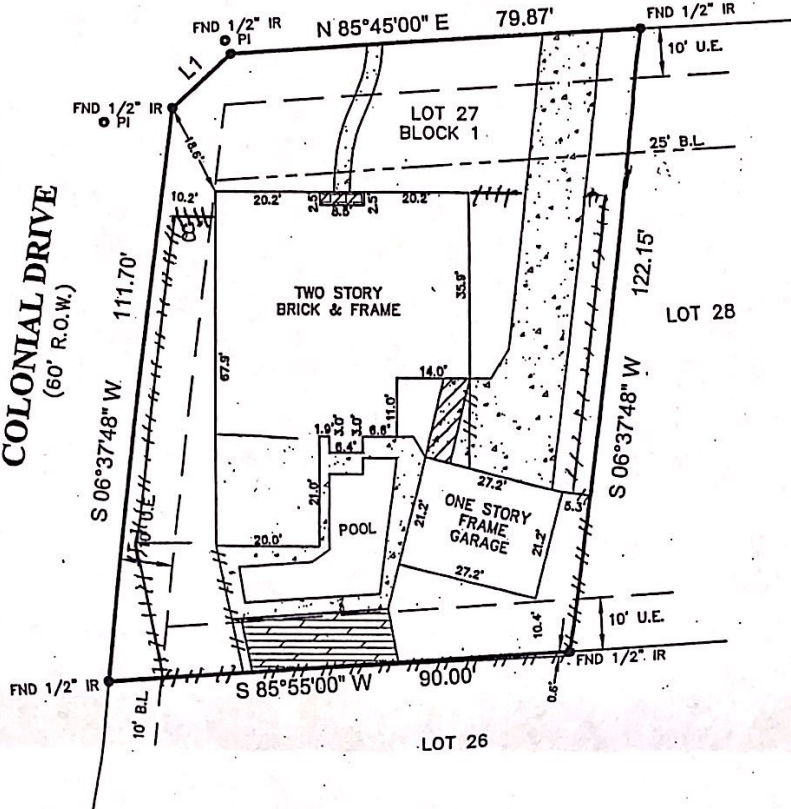 FND 1/2" IR
PI
N 85°45'00" E
79.87'
FND 1/2" IR
10' U.E.
L1
FND 1/2" IR
PI
LOT 27
BLOCK 1
18.6'
25' B.L.
10.2'
20.2'
2.5
8.5'
2.5'
20.2'
COLONIAL DRIVE
(60' R.O.W.)
111.70'
S 06°37'48" W
TWO STORY
BRICK & FRAME
35.9'
122.15'
S 06°37'48" W
LOT 28
67.9'
14.0'
11.0'
1.9'
3.0'
3.0'
6.4'
6.6'
21.0'
20.0'
POOL
27.2'
21.2'
ONE STORY
FRAME
GARAGE
21.2'
27.2'
5.3'
10' U.E.
10.4'
10' U.E.
FND 1/2" IR
FND 1/2" IR
S 85°55'00" W
90.00'
0.6'
10' B.L.
LOT 26